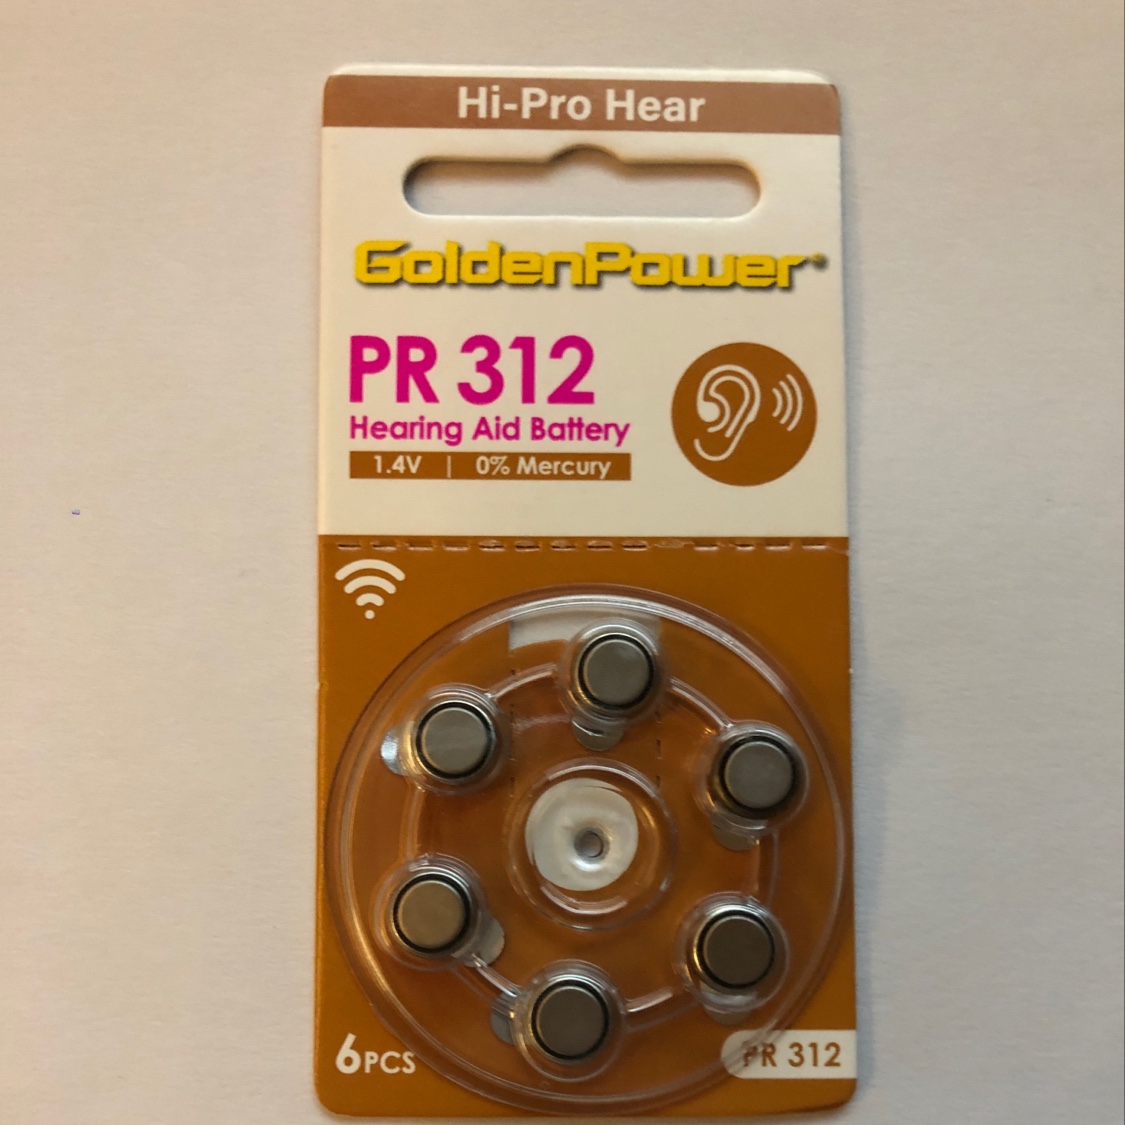 Hi-Pro Hear
GoldenPower
PR 312
Hearing Aid Battery
1.4V | 0% Mercury
6PCS
PR 312